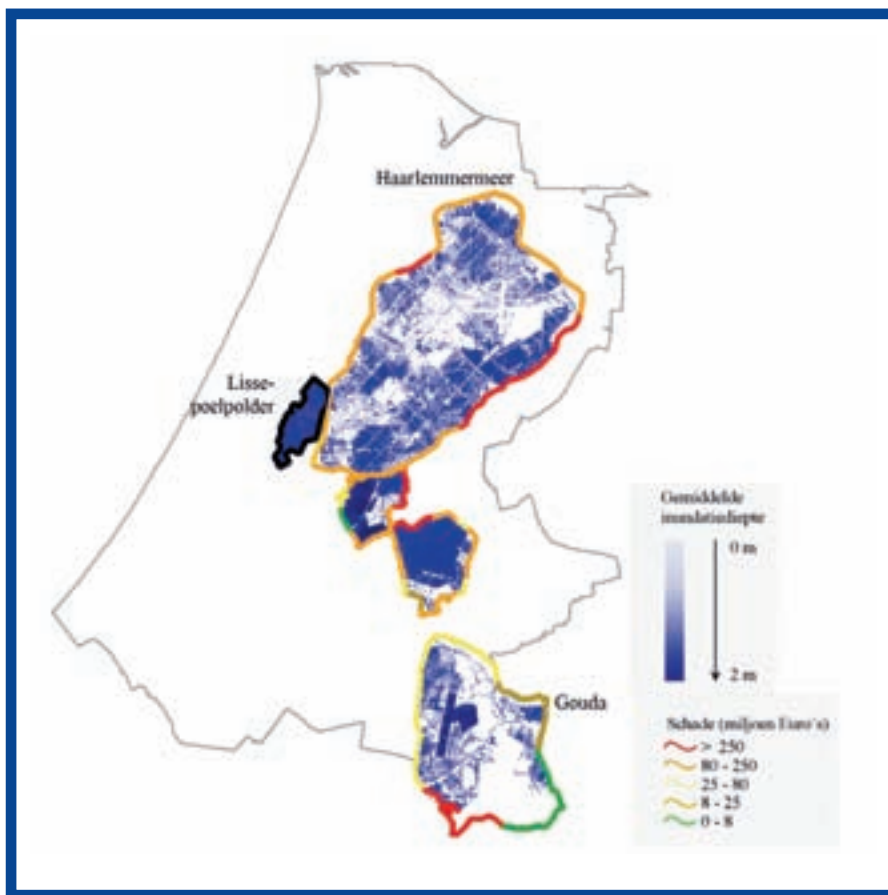 Haarlemmermeer
Lisse-
poelpolder
Gemiddelde
inundatiediepte
0 m
2 m
Gouda
Schade (miljoen Euro's)
> 250
80 - 250
25 - 80
8 - 25
0 - 8